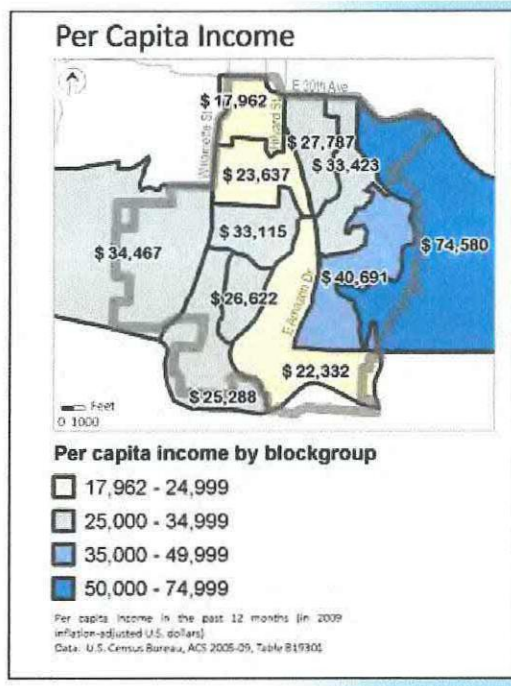 Per Capita Income
E 30th Ave
$ 17,962
Willamette St
Hilyard St
$ 27,787
$ 33,423
$ 23,637
$ 33,115
$ 34,467
$ 74,580
$ 40,691
$ 26,622
E Amazon Dr
$ 22,332
$ 25,288
Feet
0 1000
Per capita income by blockgroup
17,962 - 24,999
25,000 - 34,999
35,000 - 49,999
50,000 - 74,999
Per capita income in the past 12 months (in 2009
inflation-adjusted U.S. dollars)
Data: U.S. Census Bureau, ACS 2005-09, Table B19301